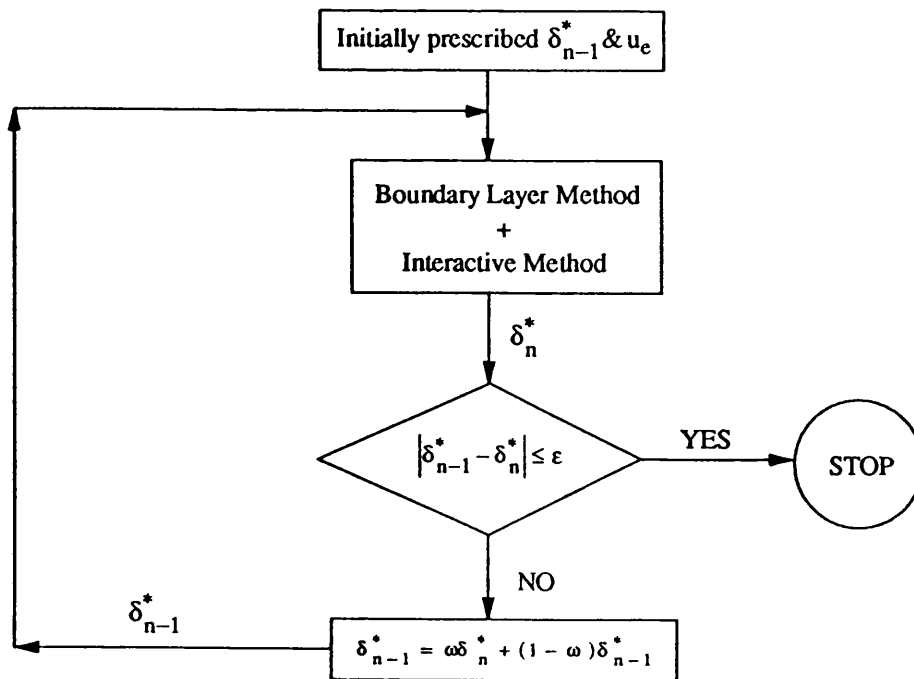 Initially prescribed δ*ₙ₋₁ & uₑ
Boundary Layer Method
+
Interactive Method
δ*ₙ
|δ*ₙ₋₁ − δ*ₙ| ≤ ε
YES
STOP
NO
δ*ₙ₋₁
δ*ₙ₋₁ = ωδ*ₙ + (1 − ω)δ*ₙ₋₁